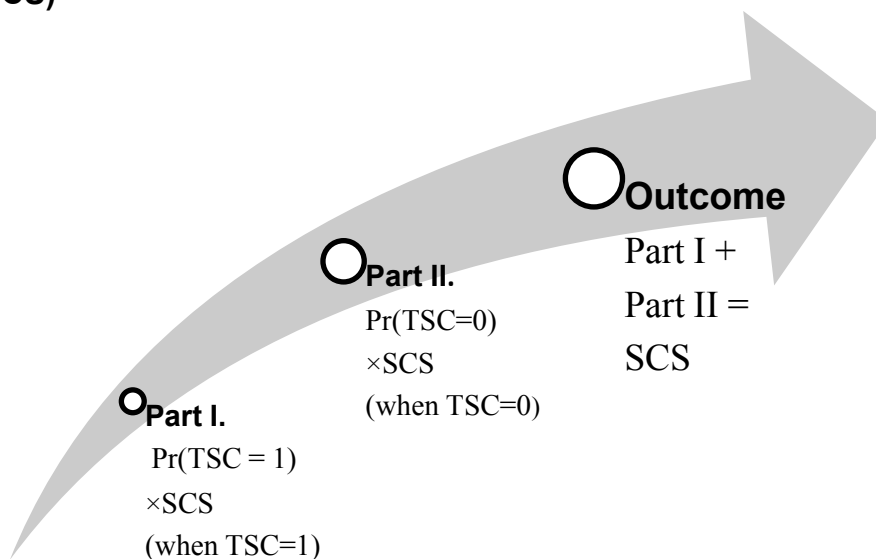 Part I.
Pr(TSC = 1)
×SCS
(when TSC=1)
Part II.
Pr(TSC=0)
×SCS
(when TSC=0)
Outcome
Part I +
Part II =
SCS